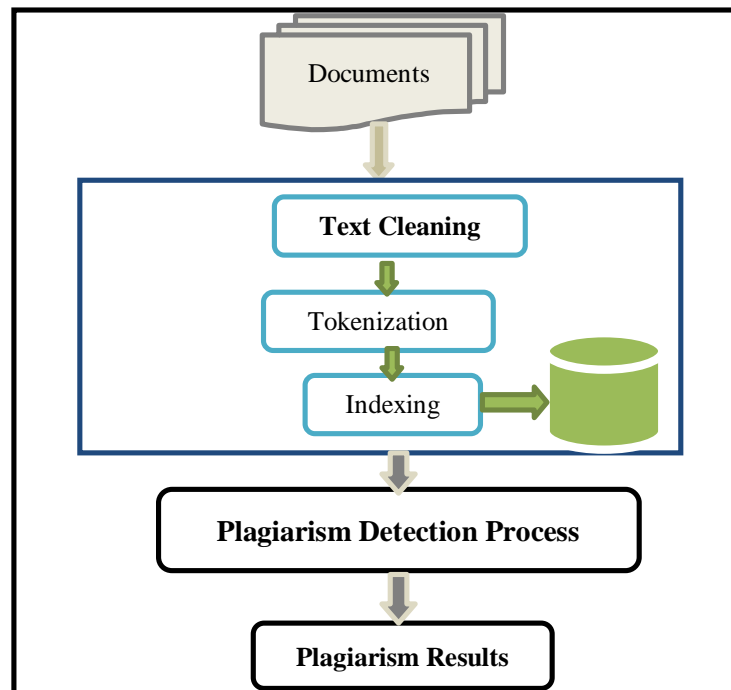 Documents
Text Cleaning
Tokenization
Indexing
Plagiarism Detection Process
Plagiarism Results